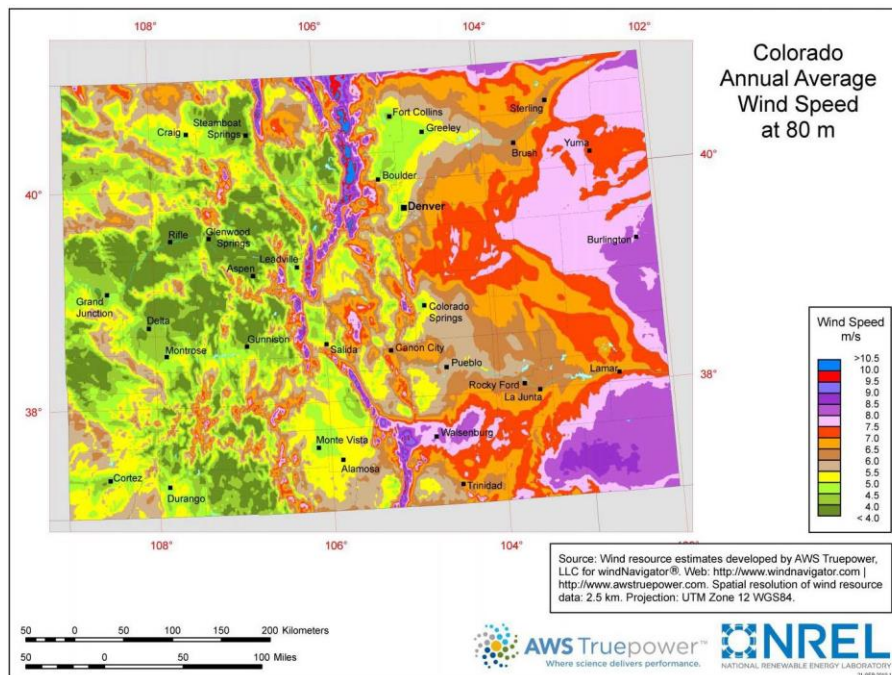 108°
106°
104°
102°
Colorado
Annual Average
Wind Speed
at 80 m
Fort Collins
Sterling
Steamboat
Springs
Craig
Greeley
Brush
Yuma
40°
Boulder
40°
Denver
Rifle
Glenwood
Springs
Burlington
Leadville
Aspen
Grand
Junction
Colorado
Springs
Delta
Wind Speed
m/s
>10.5
10.0
9.5
9.0
8.5
8.0
7.5
7.0
6.5
6.0
5.5
5.0
4.5
4.0
< 4.0
Montrose
Gunnison
Salida
Canon City
Pueblo
Lamar
38°
Rocky Ford
La Junta
38°
Walsenburg
Monte Vista
Alamosa
Cortez
Durango
Trinidad
108°
106°
104°
Source: Wind resource estimates developed by AWS Truepower,
LLC for windNavigator®. Web: http://www.windnavigator.com |
http://www.awstruepower.com. Spatial resolution of wind resource
data: 2.5 km. Projection: UTM Zone 12 WGS84.
50 0 50 100 150 200 Kilometers
50 0 50 100 Miles
AWS Truepower™
Where science delivers performance.
NREL
NATIONAL RENEWABLE ENERGY LABORATORY